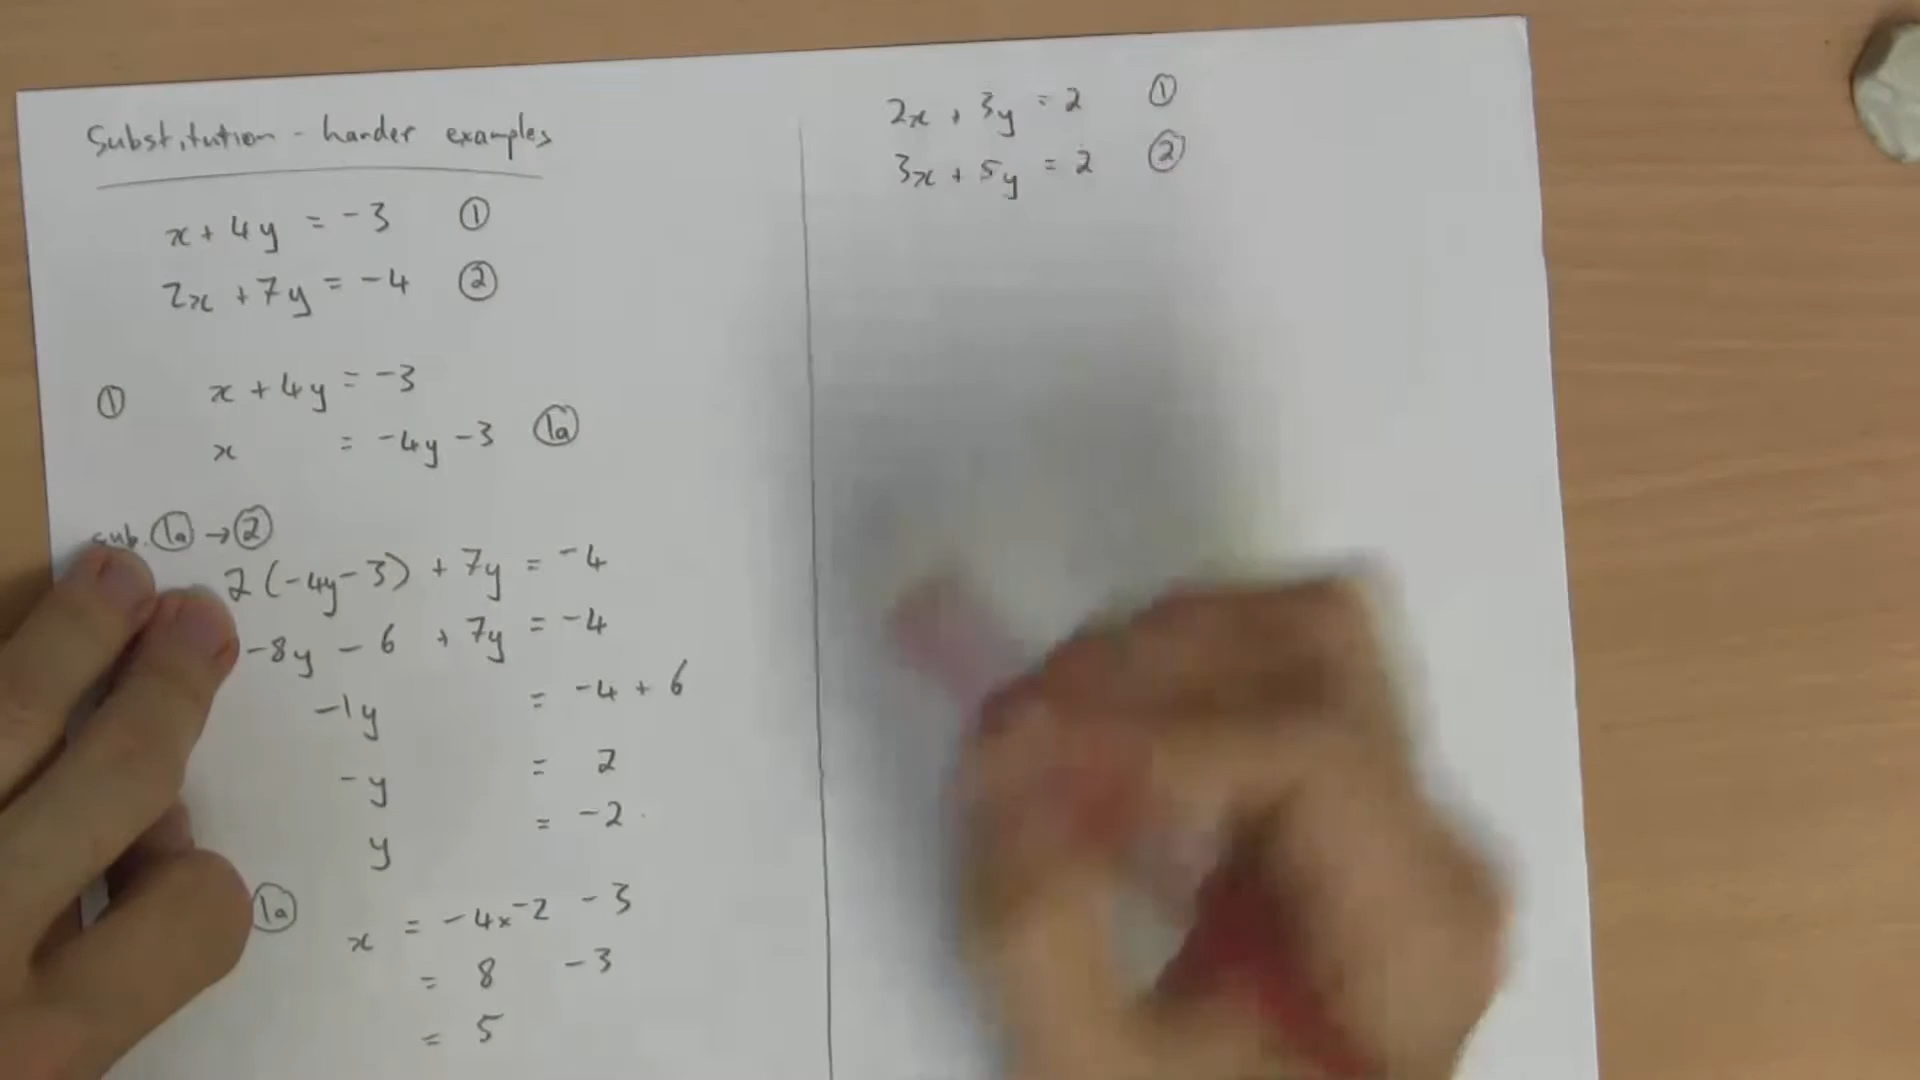 Substitution - harder examples
x + 4y = -3 ①
2x + 7y = -4 ②
① x + 4y = -3
x = -4y - 3 (1a)
sub. (1a) → ②
2(-4y-3) + 7y = -4
-8y - 6 + 7y = -4
-1y = -4 + 6
-y = 2
y = -2
(1a) x = -4x-2 - 3
= 8 - 3
= 5
2x + 3y = 2 ①
3x + 5y = 2 ②